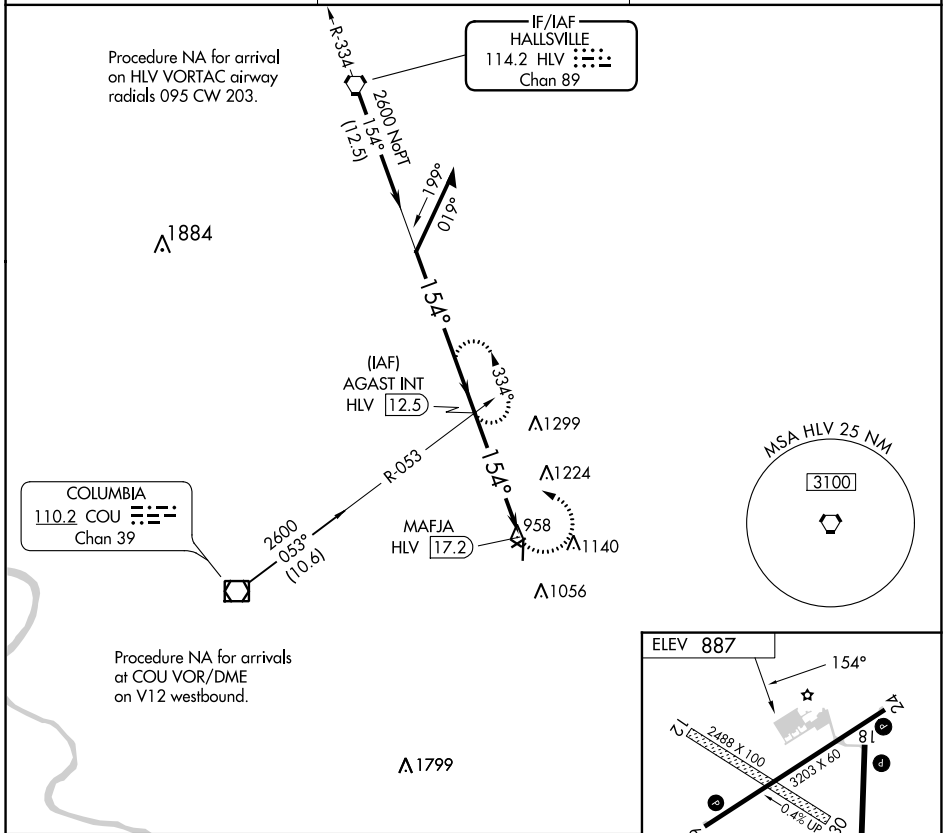 Procedure NA for arrival
on HLV VORTAC airway
radials 095 CW 203.
R-334
IF/IAF
HALLSVILLE
114.2 HLV
Chan 89
2600 NoPT
154°
(12.5)
199°
019°
1884
154°
(IAF)
AGAST INT
HLV 12.5
334°
1299
R-053
154°
1224
COLUMBIA
110.2 COU
Chan 39
2600
053°
(10.6)
MAFJA
HLV 17.2
958
1140
1056
MSA HLV 25 NM
3100
Procedure NA for arrivals
at COU VOR/DME
on V12 westbound.
1799
ELEV 887
154°
24
12
2488 X 100
18
P
3203 X 60
P
P
0.4% UP
30